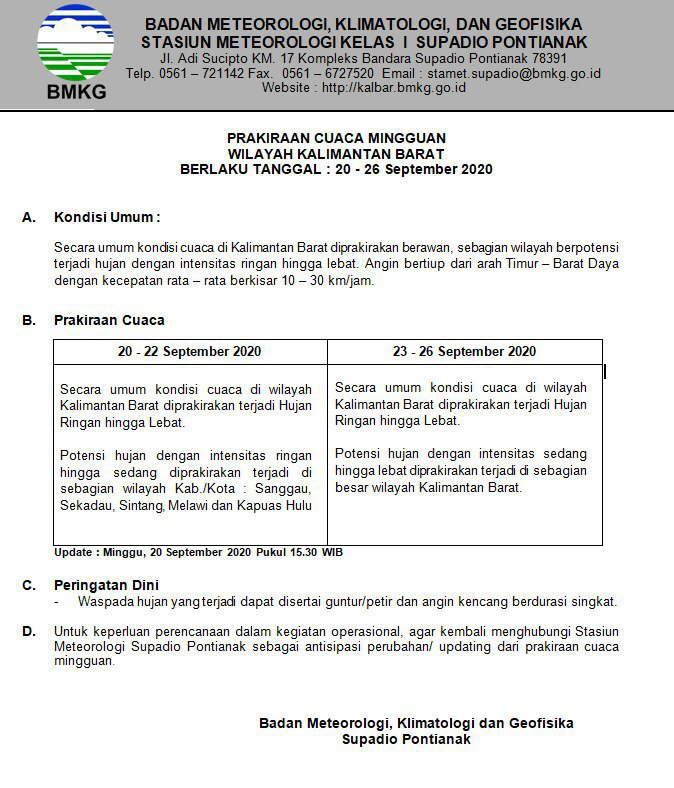 BMKG
BADAN METEOROLOGI, KLIMATOLOGI, DAN GEOFISIKA
STASIUN METEOROLOGI KELAS I SUPADIO PONTIANAK
Jl. Adi Sucipto KM. 17 Kompleks Bandara Supadio Pontianak 78391
Telp. 0561 – 721142 Fax. 0561 – 6727520 Email : stamet.supadio@bmkg.go.id
Website : http://kalbar.bmkg.go.id
PRAKIRAAN CUACA MINGGUAN
WILAYAH KALIMANTAN BARAT
BERLAKU TANGGAL : 20 - 26 September 2020
A. Kondisi Umum :
Secara umum kondisi cuaca di Kalimantan Barat diprakirakan berawan, sebagian wilayah berpotensi
terjadi hujan dengan intensitas ringan hingga lebat. Angin bertiup dari arah Timur – Barat Daya
dengan kecepatan rata – rata berkisar 10 – 30 km/jam.
B. Prakiraan Cuaca
20 - 22 September 2020
Secara umum kondisi cuaca di wilayah
Kalimantan Barat diprakirakan terjadi Hujan
Ringan hingga Lebat.
Potensi hujan dengan intensitas ringan
hingga sedang diprakirakan terjadi di
sebagian wilayah Kab./Kota : Sanggau,
Sekadau, Sintang, Melawi dan Kapuas Hulu
23 - 26 September 2020
Secara umum kondisi cuaca di wilayah
Kalimantan Barat diprakirakan terjadi Hujan
Ringan hingga Lebat.
Potensi hujan dengan intensitas sedang
hingga lebat diprakirakan terjadi di sebagian
besar wilayah Kalimantan Barat.
Update : Minggu, 20 September 2020 Pukul 15.30 WIB
C. Peringatan Dini
- Waspada hujan yang terjadi dapat disertai guntur/petir dan angin kencang berdurasi singkat.
D. Untuk keperluan perencanaan dalam kegiatan operasional, agar kembali menghubungi Stasiun
Meteorologi Supadio Pontianak sebagai antisipasi perubahan/ updating dari prakiraan cuaca
mingguan.
Badan Meteorologi, Klimatologi dan Geofisika
Supadio Pontianak